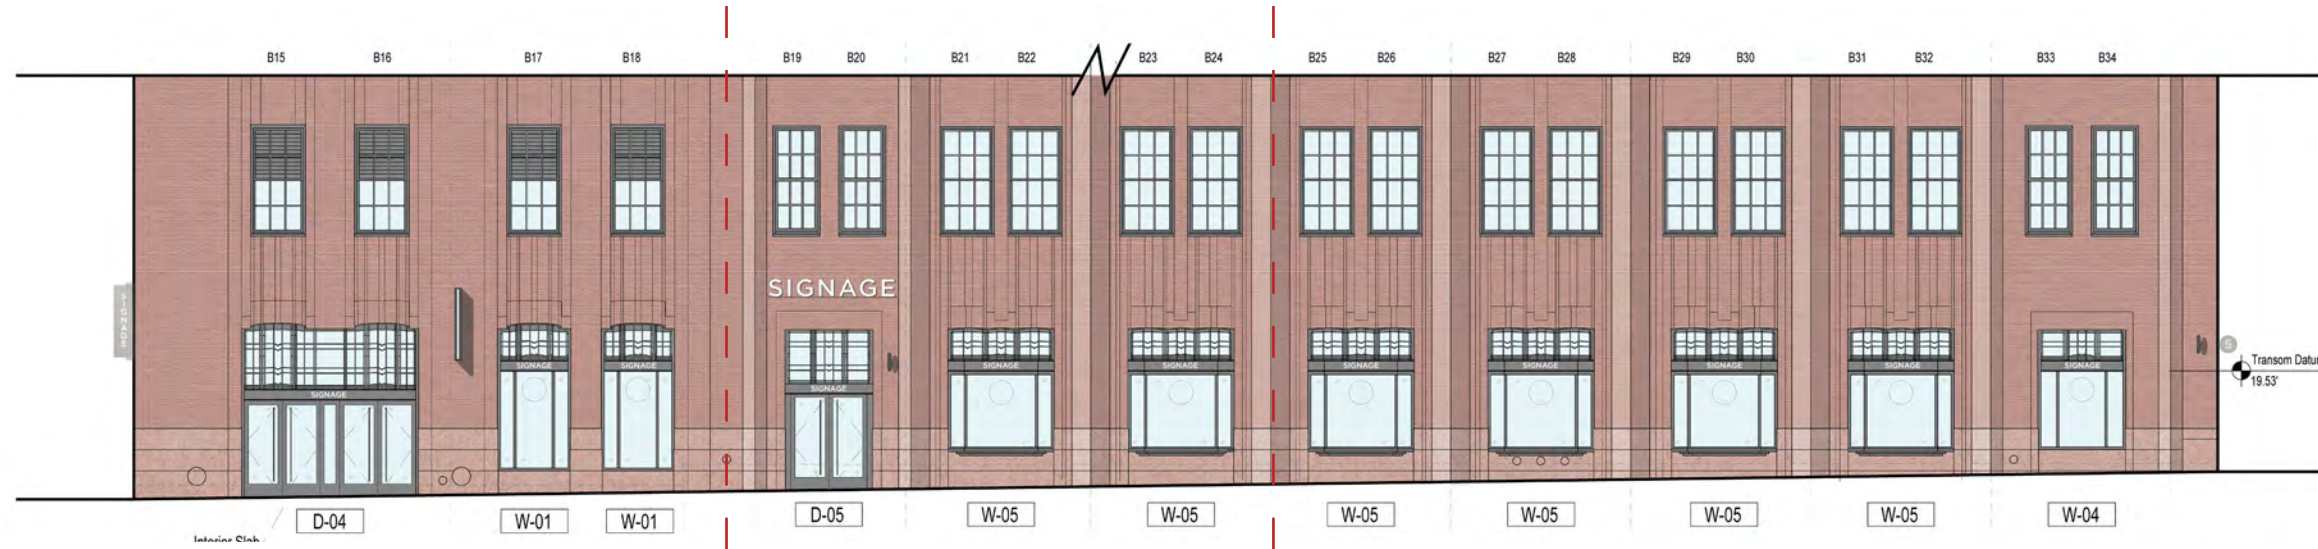 B15 B16 B17 B18 B19 B20 B21 B22 B23 B24 B25 B26 B27 B28 B29 B30 B31 B32 B33 B34
SIGNAGE
SIGNAGE
S
Transom Datu
19.53'
SIGNAGE SIGNAGE SIGNAGE SIGNAGE SIGNAGE SIGNAGE SIGNAGE SIGNAGE SIGNAGE
SIGNAGE
SIGNAGE
D-04 W-01 W-01 D-05 W-05 W-05 W-05 W-05 W-05 W-05 W-04
Interior Slab